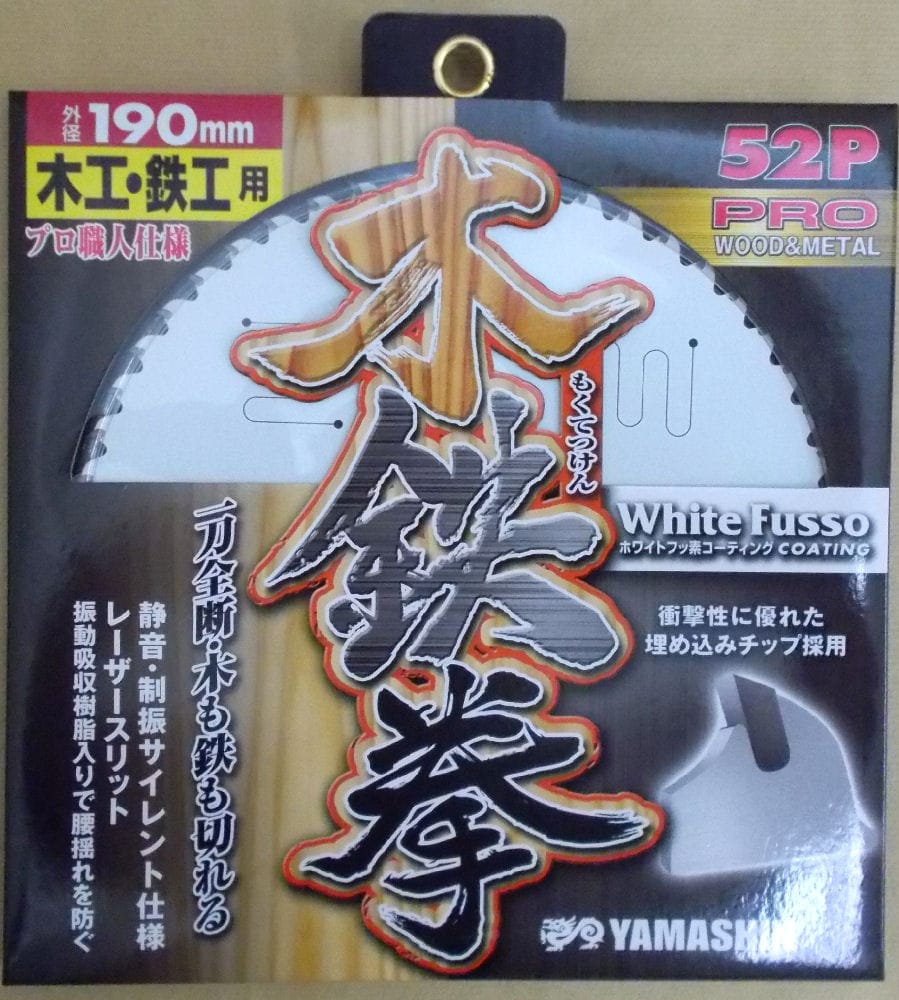 外径190mm
木工・鉄工用
プロ職人仕様
52P
PRO
WOOD&METAL
木鉄拳
もくてっけん
White Fusso
ホワイトフッ素コーティング COATING
衝撃性に優れた
埋め込みチップ採用
一刀全断・木も鉄も切れる
静音・制振サイレント仕様
レーザースリット
振動吸収樹脂入りで腰揺れを防ぐ
YAMASHIN